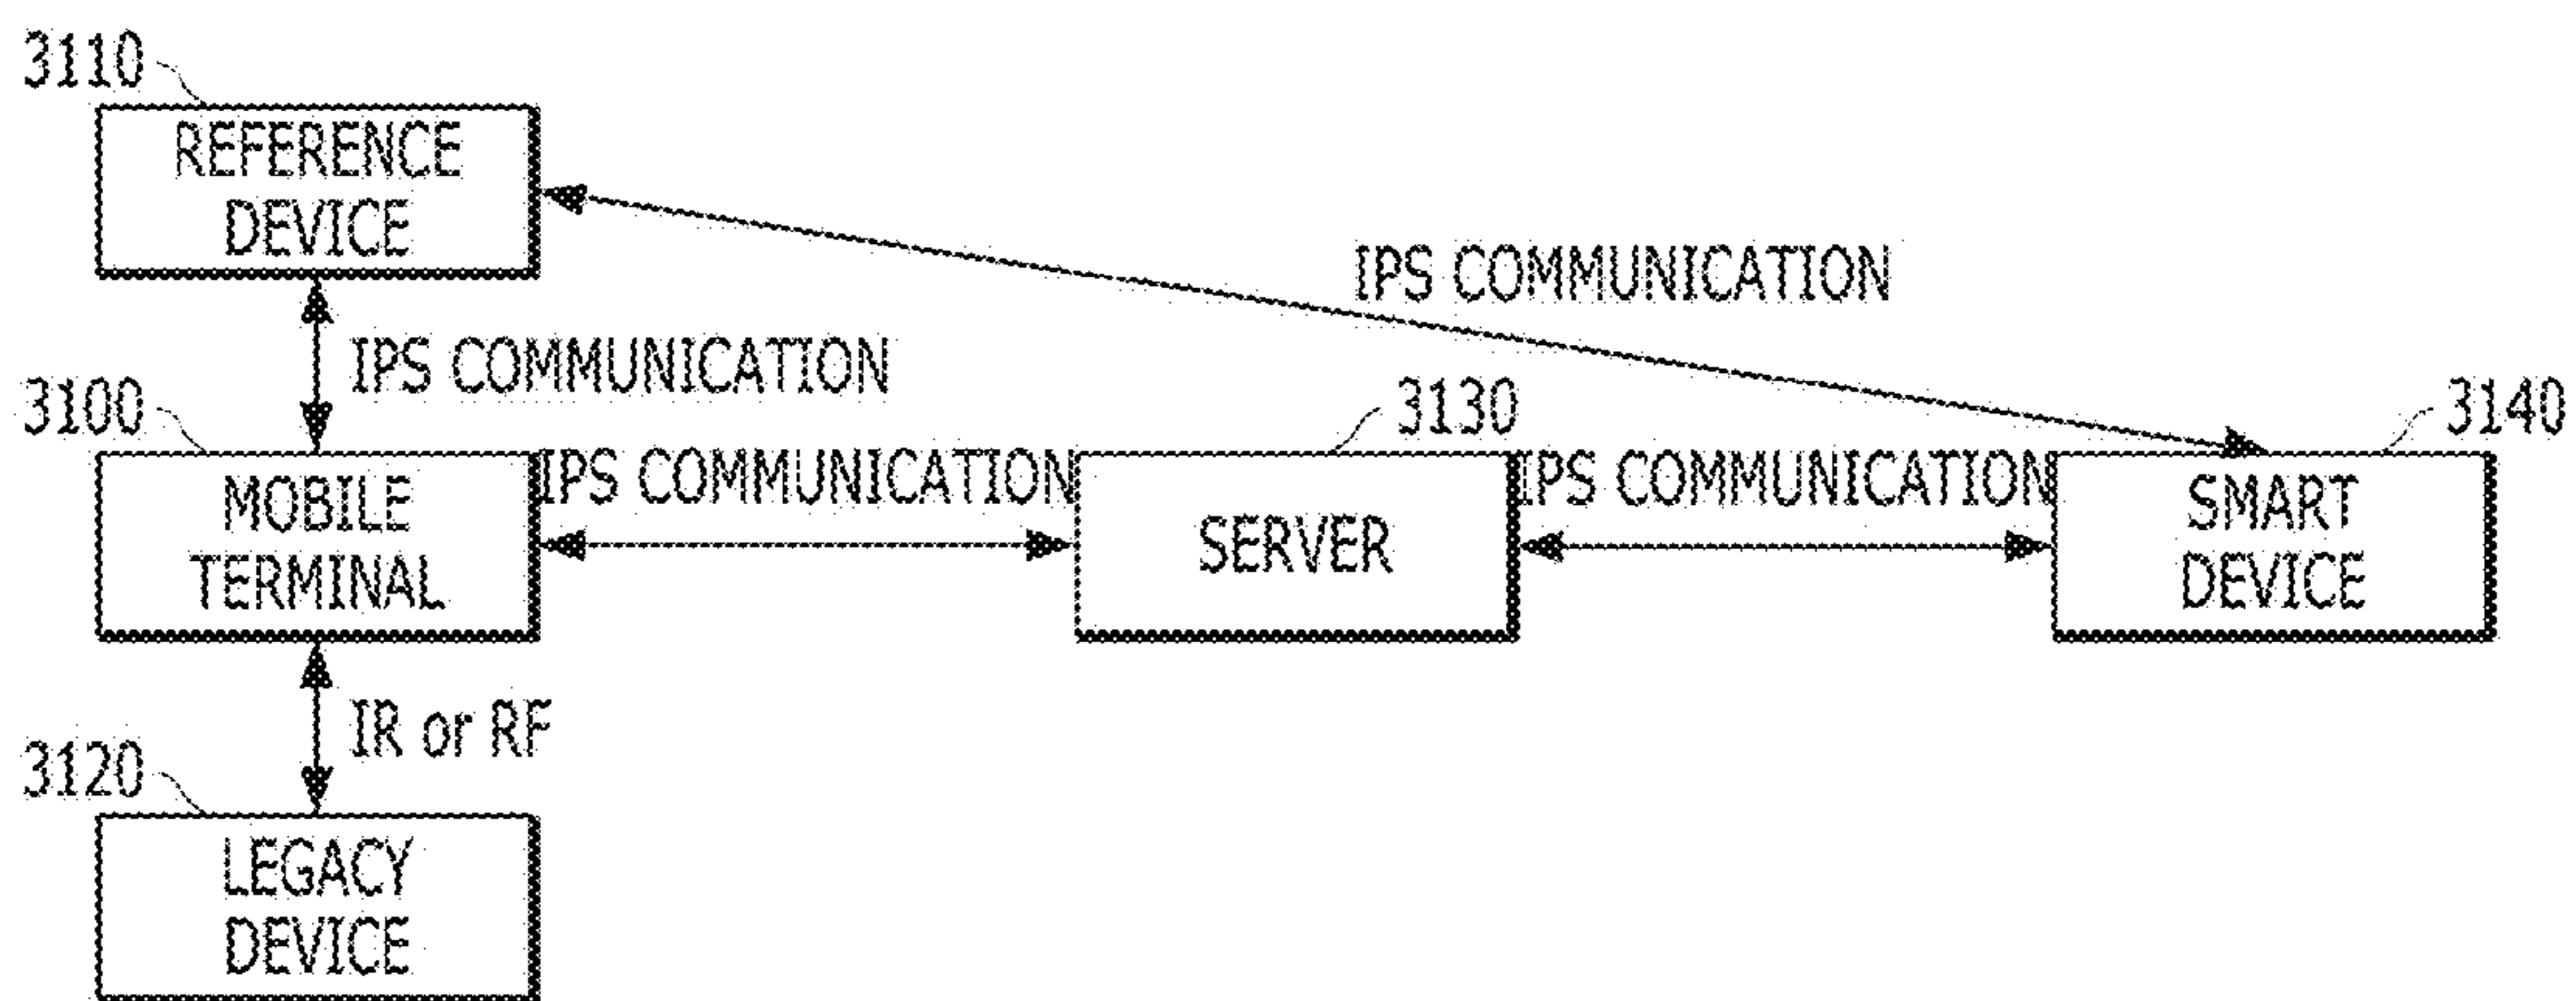 3110
REFERENCE
DEVICE
IPS COMMUNICATION
IPS COMMUNICATION
3100
3130
3140
MOBILE
TERMINAL
IPS COMMUNICATION
SERVER
IPS COMMUNICATION
SMART
DEVICE
IR or RF
3120
LEGACY
DEVICE